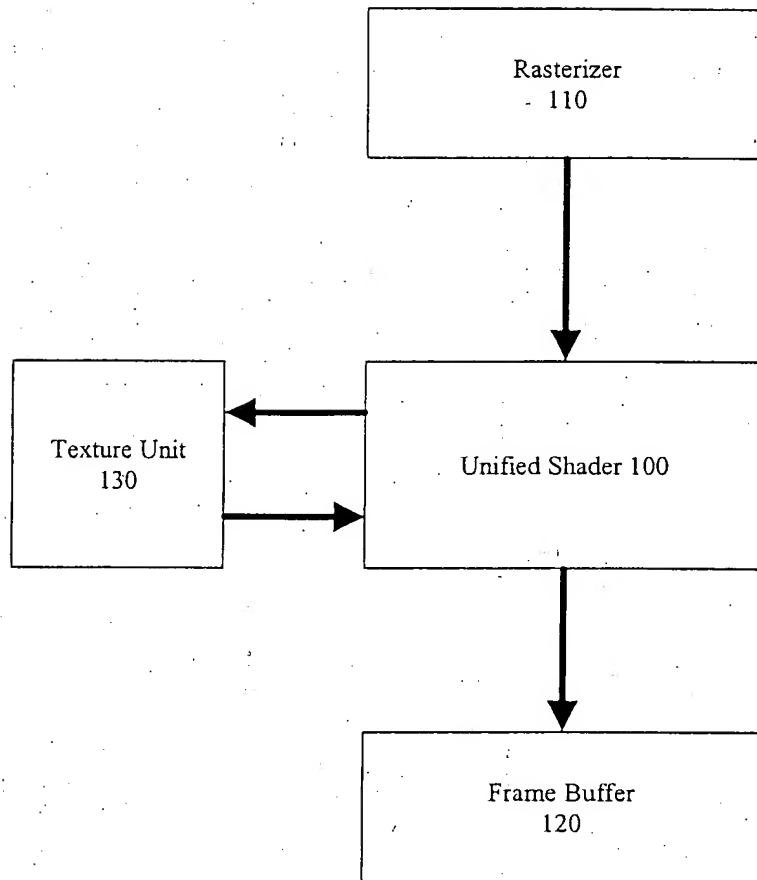 Rasterizer
110
Texture Unit
130
Unified Shader 100
Frame Buffer
120